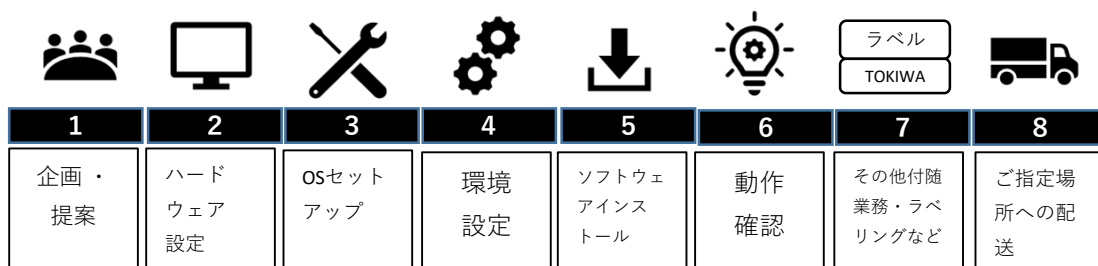 ラベル
TOKIWA
1
2
3
4
5
6
7
8
企画・
提案
ハード
ウェア
設定
OSセット
アップ
環境
設定
ソフトウェ
アインス
トール
動作
確認
その他付随
業務・ラベ
リングなど
ご指定場
所への配
送